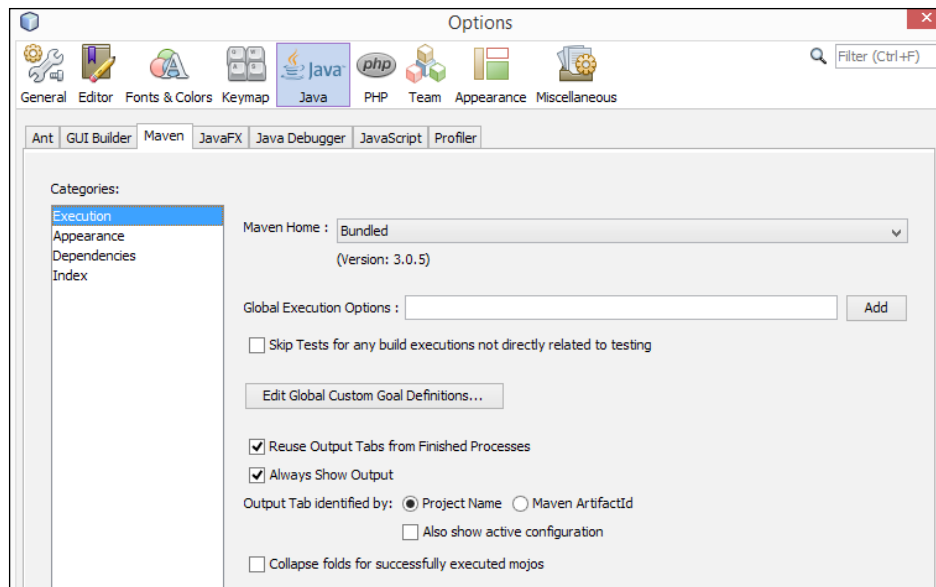 Options
Filter (Ctrl+F)
General Editor Fonts & Colors Keymap Java PHP Team Appearance Miscellaneous
Ant GUI Builder Maven JavaFX Java Debugger JavaScript Profiler
Categories:
Execution
Appearance
Dependencies
Index
Maven Home : Bundled
(Version: 3.0.5)
Global Execution Options : Add
Skip Tests for any build executions not directly related to testing
Edit Global Custom Goal Definitions...
Reuse Output Tabs from Finished Processes
Always Show Output
Output Tab identified by: Project Name Maven ArtifactId
Also show active configuration
Collapse folds for successfully executed mojos